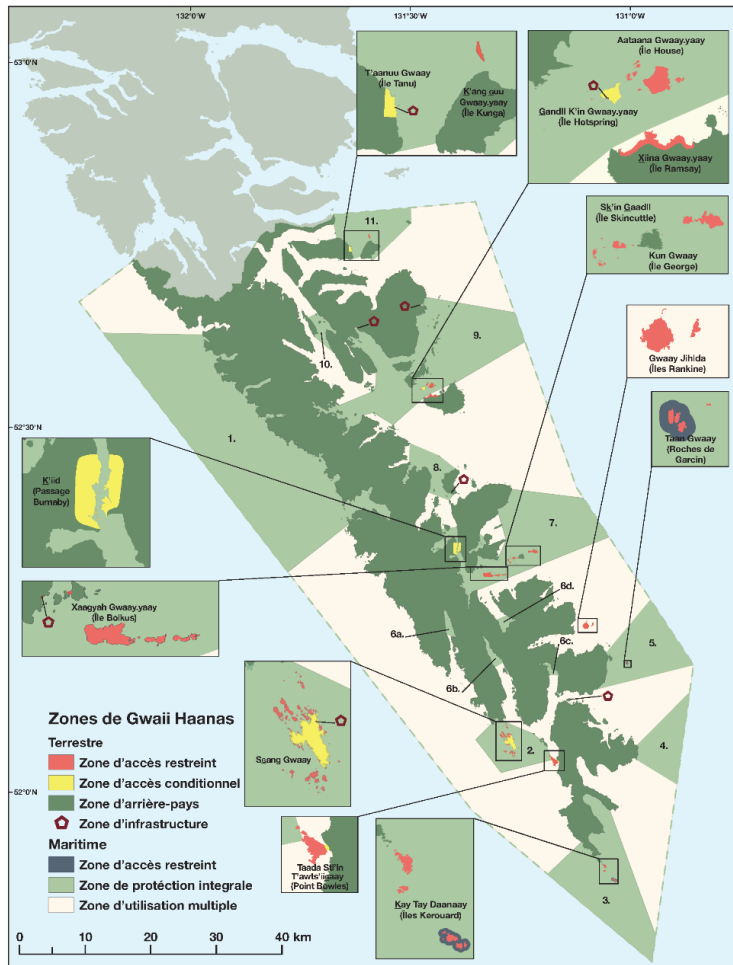 132°0'W
131°30'W
131°0'W
53°0'N
52°30'N
52°0'N
T'aanuu Gwaay
(Île Tanu)
K'ang guu
Gwaay.yaay
(Île Kunga)
Aataana Gwaay.yaay
(Île House)
Gandll K'in Gwaay.yaay
(Île Hotspring)
Xiina Gwaay.yaay
(Île Ramsay)
Sk'in Gaadll
(Île Skincuttle)
Kun Gwaay
(Île George)
Gwaay Jihlda
(Îles Rankine)
Taan Gwaay
(Roches de
Garcin)
11.
9.
10.
1.
8.
7.
6d.
6a.
6c.
6b.
5.
4.
2.
3.
K'iid
(Passage
Burnaby)
Xaagyah Gwaay.yaay
(Île Bolkus)
Sgang Gwaay
Taada Stl'in
T'awts'iigaay
(Point Bowles)
Kay Tay Daanaay
(Îles Kerouard)
Zones de Gwaii Haanas
Terrestre
Zone d'accès restreint
Zone d'accès conditionnel
Zone d'arrière-pays
Zone d'infrastructure
Maritime
Zone d'accès restreint
Zone de protéction integrale
Zone d'utilisation multiple
0 10 20 30 40 km